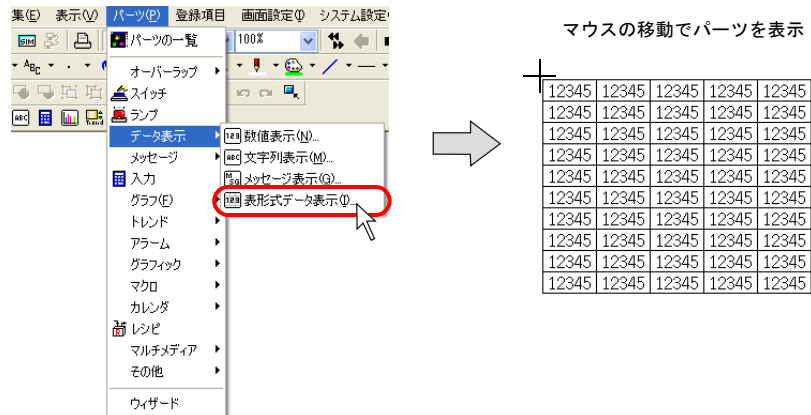 集(E) 表示(V) パーツ(P) 登録項目 画面設定(I) システム設定
SIM パーツの一覧 100%
ABC オーバーラップ
スイッチ
ABC Trend ランプ
データ表示 123 数値表示(N)...
メッセージ ABC 文字列表示(M)...
入力 MSG メッセージ表示(G)...
グラフ(F) 123 表形式データ表示(I)...
トレンド
アラーム
グラフィック
マクロ
カレンダ
レシピ
マルチメディア
その他
ウィザード
マウスの移動でパーツを表示
12345 12345 12345 12345 12345
12345 12345 12345 12345 12345
12345 12345 12345 12345 12345
12345 12345 12345 12345 12345
12345 12345 12345 12345 12345
12345 12345 12345 12345 12345
12345 12345 12345 12345 12345
12345 12345 12345 12345 12345
12345 12345 12345 12345 12345
12345 12345 12345 12345 12345